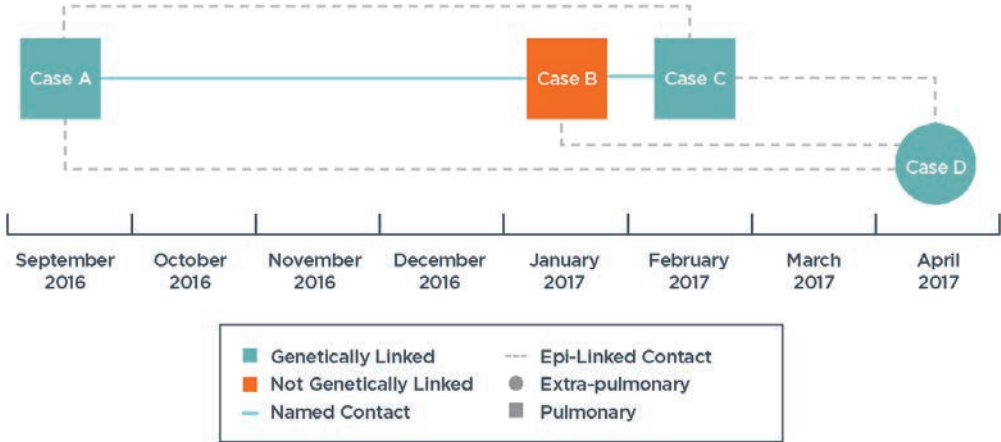 Case A
Case B
Case C
Case D
September 2016
October 2016
November 2016
December 2016
January 2017
February 2017
March 2017
April 2017
Genetically Linked
Not Genetically Linked
Named Contact
Epi-Linked Contact
Extra-pulmonary
Pulmonary